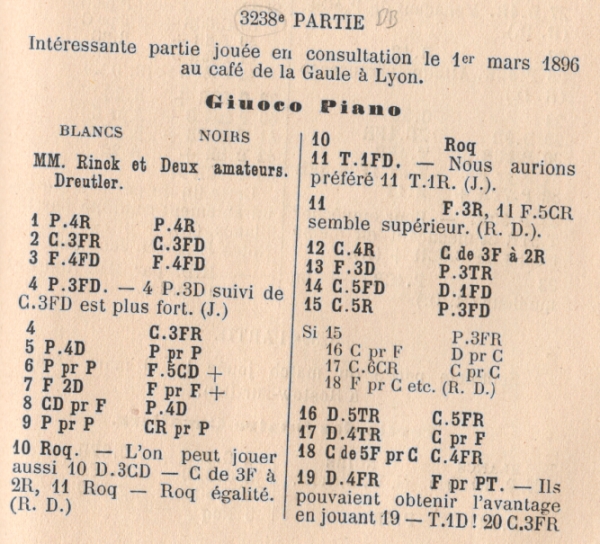 3238e PARTIE DB
Intéressante partie jouée en consultation le 1er mars 1896
au café de la Gaule à Lyon.
Giuoco Piano
BLANCS NOIRS
MM. Rinck et Deux amateurs.
Dreutler.
1 P.4R P.4R
2 C.3FR C.3FD
3 F.4FD F.4FD
4 P.3FD. — 4 P.3D suivi de
C.3FD est plus fort. (J.)
4 C.3FR
5 P.4D P pr P
6 P pr P F.5CD +
7 F 2D F pr F +
8 CD pr F P.4D
9 P pr P CR pr P
10 Roq. — L'on peut jouer
aussi 10 D.3CD — C de 3F à
2R, 11 Roq — Roq égalité.
(R. D.)
10 Roq
11 T.1FD. — Nous aurions
préféré 11 T.1R. (J.).
11 F.3R, 11 F.5CR
semble supérieur. (R. D.).
12 C.4R C de 3F à 2R
13 F.3D P.3TR
14 C.5FD D.1FD
15 C.5R P.3FD
Si 15 P.3FR
16 C pr F D pr C
17 C.6CR C pr C
18 F pr C etc. (R. D.)
16 D.5TR C.5FR
17 D.4TR C pr F
18 C de 5F pr C C.4FR
19 D.4FR F pr PT. — Ils
pouvaient obtenir l'avantage
en jouant 19 — T.1D! 20 C.3FR